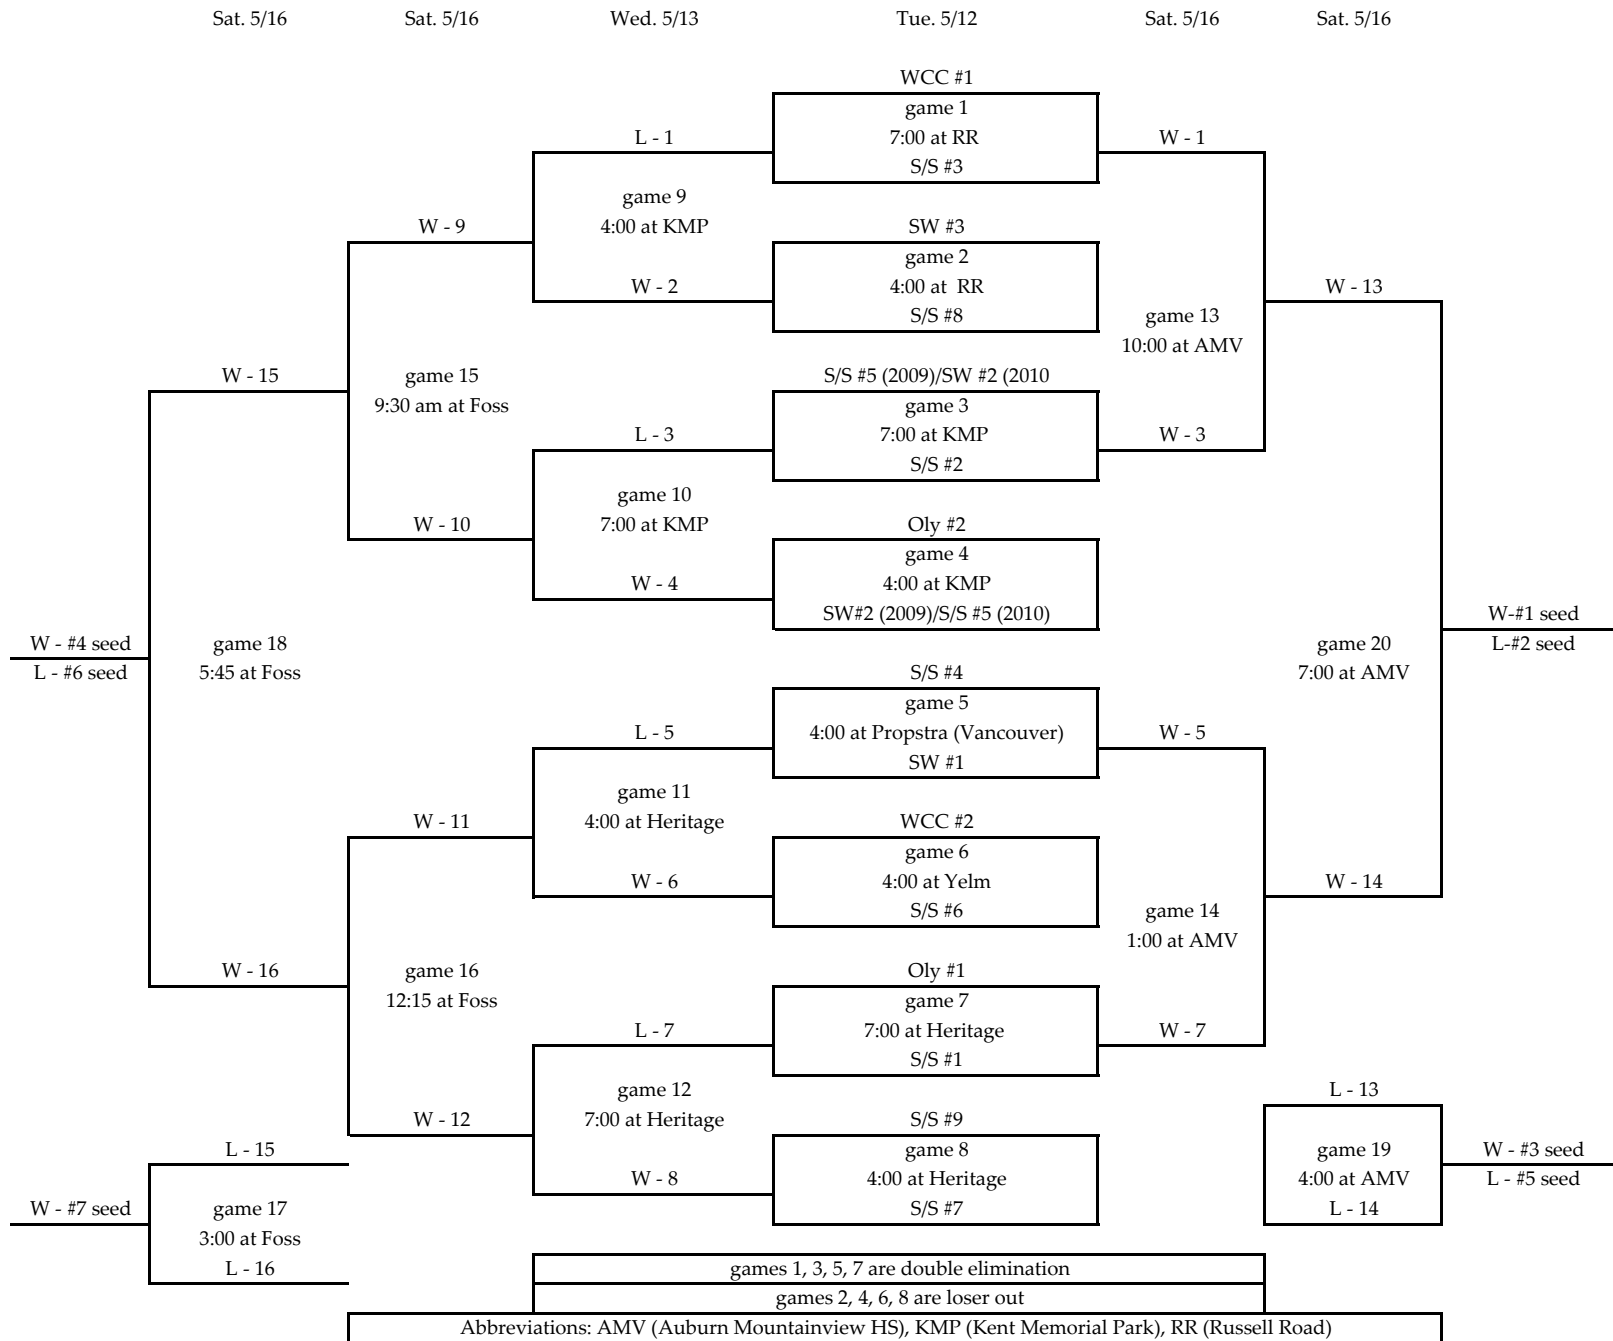 Sat. 5/16 Sat. 5/16 Wed. 5/13 Tue. 5/12 Sat. 5/16 Sat. 5/16
WCC #1
game 1
L - 1 7:00 at RR W - 1
S/S #3
game 9
W - 9 4:00 at KMP SW #3
game 2
W - 2 4:00 at RR W - 13
S/S #8 game 13
10:00 at AMV
W - 15 game 15 S/S #5 (2009)/SW #2 (2010
9:30 am at Foss game 3
L - 3 7:00 at KMP W - 3
S/S #2
game 10
W - 10 7:00 at KMP Oly #2
game 4
W - 4 4:00 at KMP
SW#2 (2009)/S/S #5 (2010) W-#1 seed
W - #4 seed game 18 game 20 L-#2 seed
L - #6 seed 5:45 at Foss S/S #4 7:00 at AMV
game 5
L - 5 4:00 at Propstra (Vancouver) W - 5
SW #1
game 11
W - 11 4:00 at Heritage WCC #2
game 6
W - 6 4:00 at Yelm W - 14
S/S #6 game 14
1:00 at AMV
W - 16 game 16 Oly #1
12:15 at Foss game 7
L - 7 7:00 at Heritage W - 7
S/S #1
game 12 L - 13
W - 12 7:00 at Heritage S/S #9
L - 15 game 8 game 19 W - #3 seed
W - 8 4:00 at Heritage 4:00 at AMV L - #5 seed
W - #7 seed game 17 S/S #7 L - 14
3:00 at Foss
L - 16 games 1, 3, 5, 7 are double elimination
games 2, 4, 6, 8 are loser out
Abbreviations: AMV (Auburn Mountainview HS), KMP (Kent Memorial Park), RR (Russell Road)